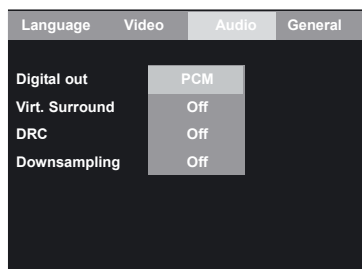 Language Video Audio General
Digital out PCM
Virt. Surround Off
DRC Off
Downsampling Off